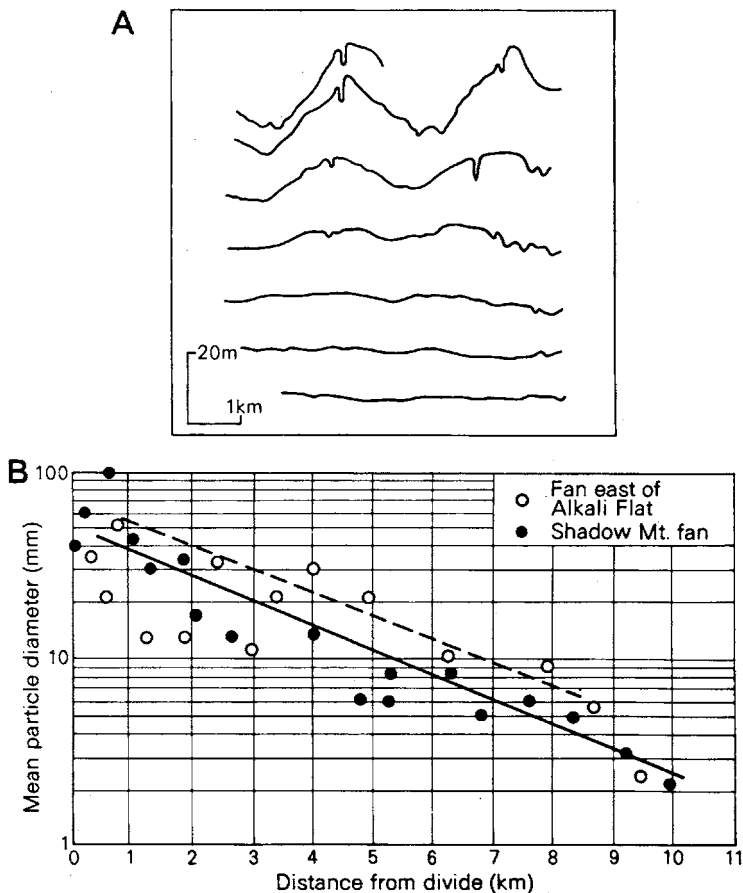 A
20m
1km
B
100
10
1
Mean particle diameter (mm)
Fan east of
Alkali Flat
Shadow Mt. fan
0 1 2 3 4 5 6 7 8 9 10 11
Distance from divide (km)